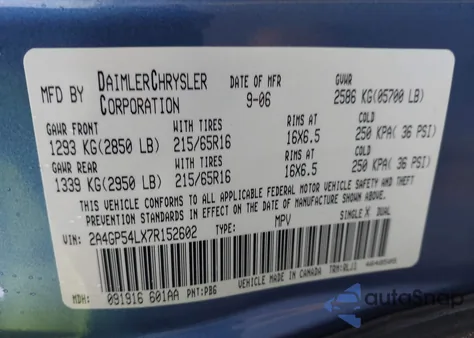 MFD BY DAIMLERCHRYSLER CORPORATION DATE OF MFR 9-06 GVWR 2586 KG(05700 LB)
GAWR FRONT WITH TIRES RIMS AT COLD
1293 KG(2850 LB) 215/65R16 16X6.5 250 KPA( 36 PSI)
GAWR REAR WITH TIRES RIMS AT COLD
1339 KG(2950 LB) 215/65R16 16X6.5 250 KPA( 36 PSI)
THIS VEHICLE CONFORMS TO ALL APPLICABLE FEDERAL MOTOR VEHICLE SAFETY AND THEFT
PREVENTION STANDARDS IN EFFECT ON THE DATE OF MANUFACTURE SHOWN ABOVE.
VIN: 2A4GP54LX7R152602 TYPE: MPV SINGLE X DUAL
MDH: 091916 601AA PNT:PBG VEHICLE MADE IN CANADA TRM:
autoSnap